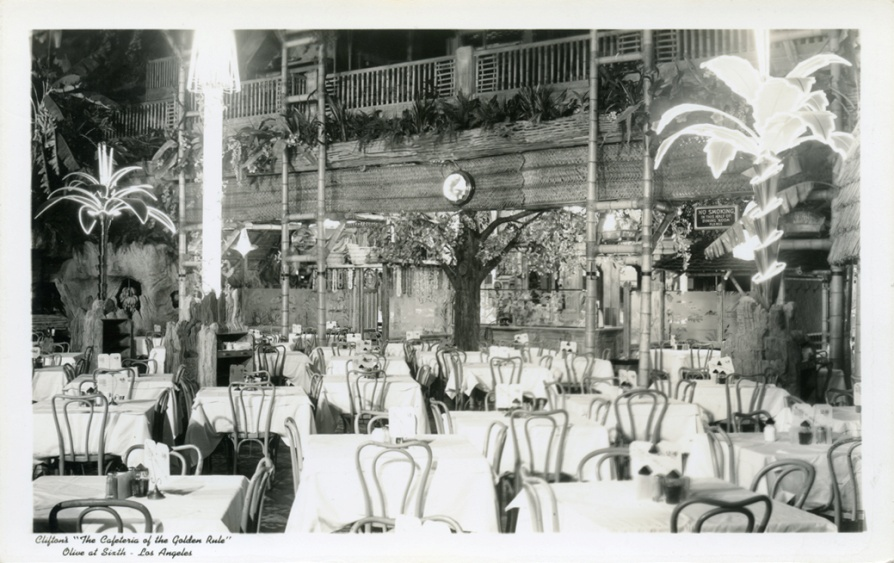 NO SMOKING
Clifton's "The Cafeteria of the Golden Rule"
Olive at Sixth - Los Angeles